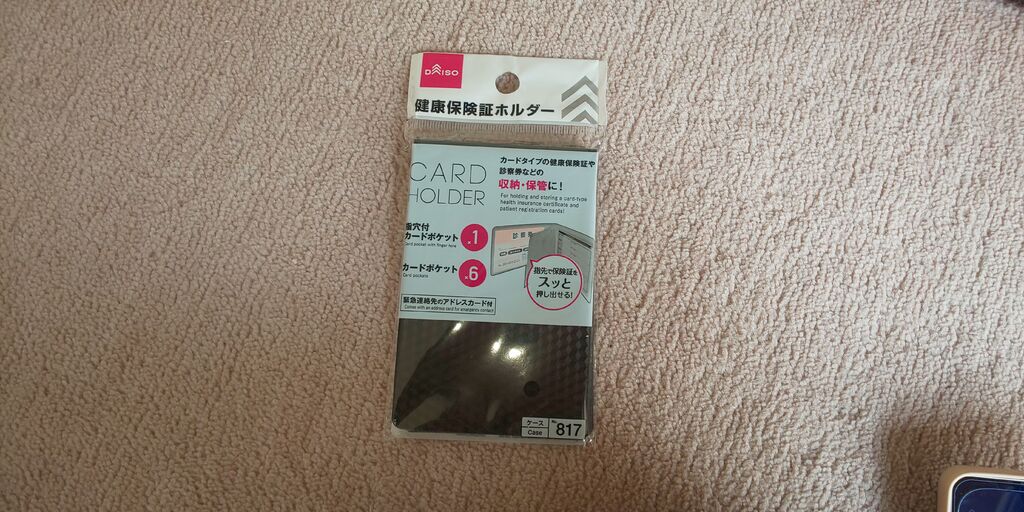 DAISO
健康保険証ホルダー
CARD
HOLDER
カードタイプの健康保険証や
診察券などの
収納・保管に!
For holding and storing a card-type
health insurance certificate and
patient registration cards!
指穴付
カードポケット ×1
Card pocket with finger hole
カードポケット ×6
Card pockets
緊急連絡先のアドレスカード付
Comes with an address card for emergency contact
診察券
指先で保険証を
スッと
押し出せる!
ケース
Case
No. 817